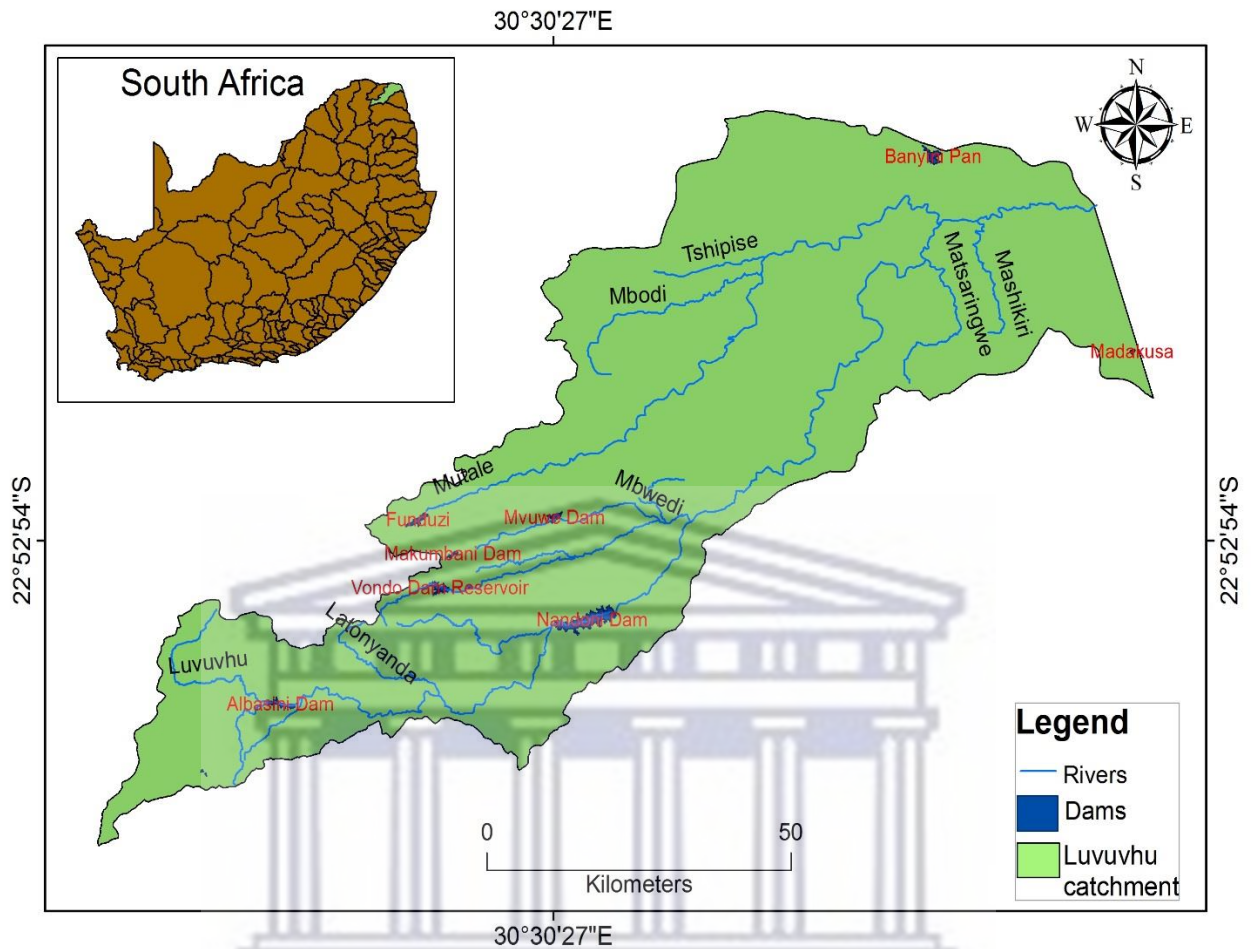 30°30'27"E
South Africa
N
W
E
S
Banyini Pan
Tshipise
Mbodi
Matsaringwe
Mashikiri
Madakusa
22°52'54"S
22°52'54"S
Mutale
Mbwedi
Funduzi
Mvuwe Dam
Makumbani Dam
Vondo Dam Reservoir
Nandoni Dam
Latonyanda
Luvuvhu
Albasini Dam
Legend
Rivers
Dams
Luvuvhu
catchment
0
50
Kilometers
30°30'27"E